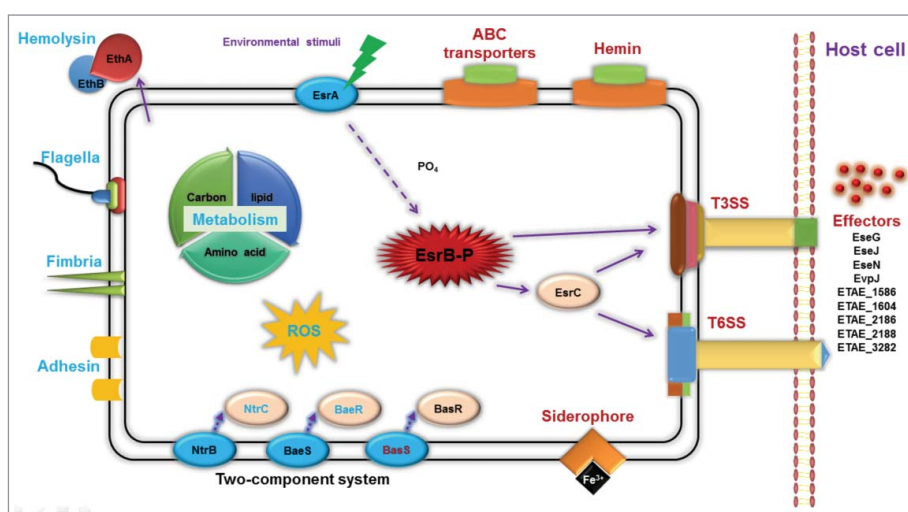 Hemolysin
EthA
EthB
Environmental stimuli
EsrA
ABC
transporters
Hemin
Host cell
Flagella
Carbon
lipid
Metabolism
Amino acid
PO4
EsrB-P
EsrC
T3SS
Effectors
EseG
EseJ
EseN
EvpJ
ETAE_1586
ETAE_1604
ETAE_2186
ETAE_2188
ETAE_3282
Fimbria
ROS
T6SS
Adhesin
NtrC
BaeR
BasR
NtrB
BaeS
BasS
Two-component system
Siderophore
Fe3+